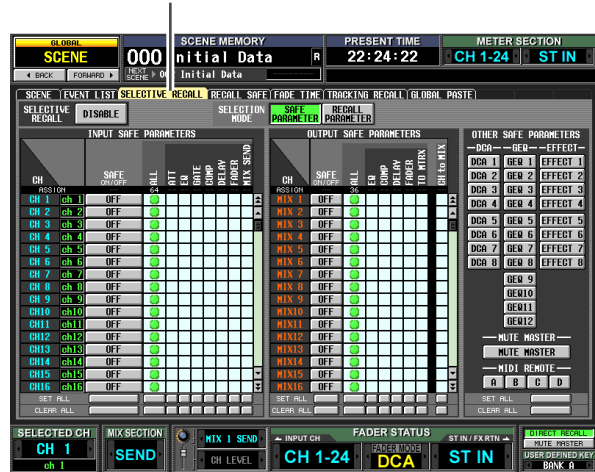 GLOBAL SCENE MEMORY PRESENT TIME METER SECTION
SCENE 000 Initial Data R 22:24:22 CH 1-24 ST IN
BACK FORWARD NEXT SCENE 00 Initial Data
SCENE EVENT LIST SELECTIVE RECALL RECALL SAFE FADE TIME TRACKING RECALL GLOBAL PASTE
SELECTIVE RECALL DISABLE SELECTION MODE SAFE PARAMETER RECALL PARAMETER
INPUT SAFE PARAMETERS OUTPUT SAFE PARAMETERS OTHER SAFE PARAMETERS
CH SAFE ON/OFF ALL ATT EQ GATE COMP DELAY FADER MIX SEND
CH SAFE ON/OFF ALL EQ COMP DELAY FADER TO MTRX CH to MIX
ASSIGN 64 ASSIGN 36
DCA GEQ EFFECT
DCA 1 GEQ 1 EFFECT 1
DCA 2 GEQ 2 EFFECT 2
DCA 3 GEQ 3 EFFECT 3
DCA 4 GEQ 4 EFFECT 4
DCA 5 GEQ 5 EFFECT 5
DCA 6 GEQ 6 EFFECT 6
DCA 7 GEQ 7 EFFECT 7
DCA 8 GEQ 8 EFFECT 8
GEQ 9
GEQ10
GEQ11
GEQ12
MUTE MASTER
MUTE MASTER
MIDI REMOTE
A B C D
CH 1 ch 1 OFF MIX 1 OFF
CH 2 ch 2 OFF MIX 2 OFF
CH 3 ch 3 OFF MIX 3 OFF
CH 4 ch 4 OFF MIX 4 OFF
CH 5 ch 5 OFF MIX 5 OFF
CH 6 ch 6 OFF MIX 6 OFF
CH 7 ch 7 OFF MIX 7 OFF
CH 8 ch 8 OFF MIX 8 OFF
CH 9 ch 9 OFF MIX 9 OFF
CH10 ch10 OFF MIX10 OFF
CH11 ch11 OFF MIX11 OFF
CH12 ch12 OFF MIX12 OFF
CH13 ch13 OFF MIX13 OFF
CH14 ch14 OFF MIX14 OFF
CH15 ch15 OFF MIX15 OFF
CH16 ch16 OFF MIX16 OFF
SET ALL SET ALL SET ALL
CLEAR ALL CLEAR ALL CLEAR ALL
SELECTED CH MIX SECTION FADER STATUS DIRECT RECALL
MIX 1 SEND INPUT CH ST IN / FX RTN MUTE MASTER
CH 1 SEND CH LEVEL CH 1-24 FADER MODE DCA ST IN USER DEFINED KEY
ch 1 BANK A